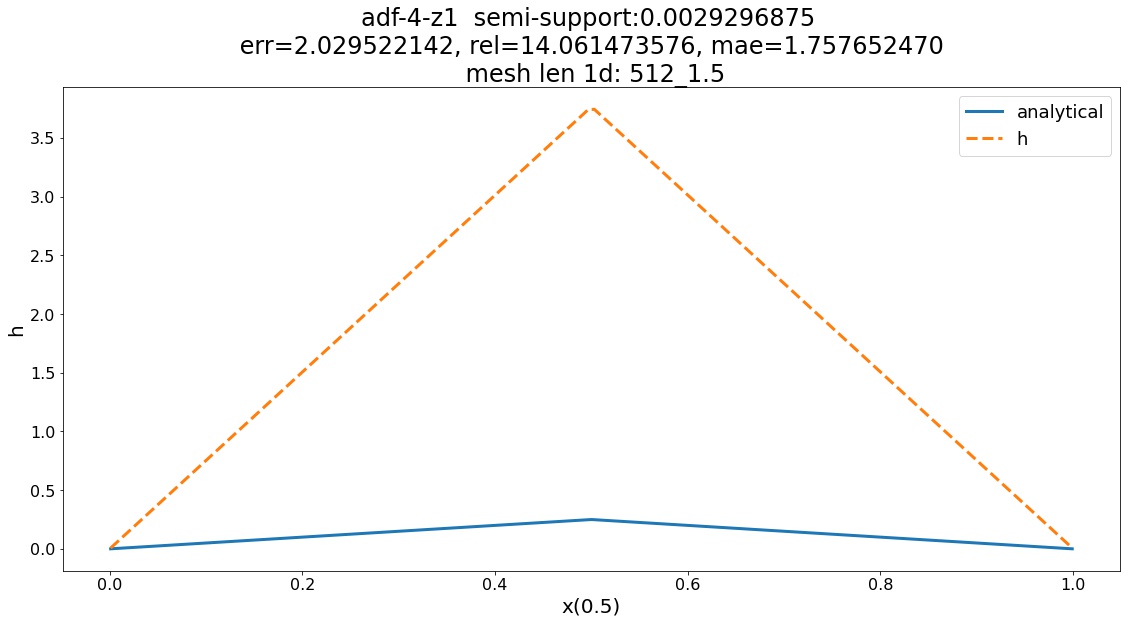 adf-4-z1  semi-support:0.0029296875
err=2.029522142, rel=14.061473576, mae=1.757652470
mesh len 1d: 512_1.5
analytical
h
3.5
3.0
2.5
2.0
1.5
1.0
0.5
0.0
h
0.0 0.2 0.4 0.6 0.8 1.0
x(0.5)